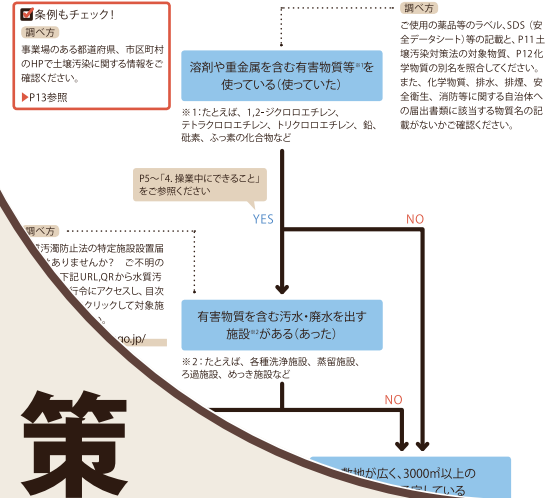 条例もチェック！
調べ方
事業場のある都道府県、市区町村
のHPで土壌汚染に関する情報をご
確認ください。
▶P13参照
調べ方
ご使用の薬品等のラベル、SDS（安
全データシート）等の記載と、P11土
壌汚染対策法の対象物質、P12化
学物質の別名を照合してください。
また、化学物質、排水、排煙、安
全衛生、消防等に関する自治体へ
の届出書類に該当する物質名の記
載がないかご確認ください。
溶剤や重金属を含む有害物質等※1を
使っている（使っていた）
※1：たとえば、1,2-ジクロロエチレン、
テトラクロロエチレン、トリクロロエチレン、鉛、
砒素、ふっ素の化合物など
P5〜「4. 操業中にできること」
をご参照ください
YES
NO
調べ方
汚濁防止法の特定施設設置届
はありませんか？ ご不明の
下記URL,QRから水質汚
行令にアクセスし、目次
クリックして対象施
。
go.jp/
有害物質を含む汚水・廃水を出す
施設※2がある（あった）
※2：たとえば、各種洗浄施設、蒸留施設、
ろ過施設、めっき施設など
NO
敷地が広く、3000㎡以上の
している
策